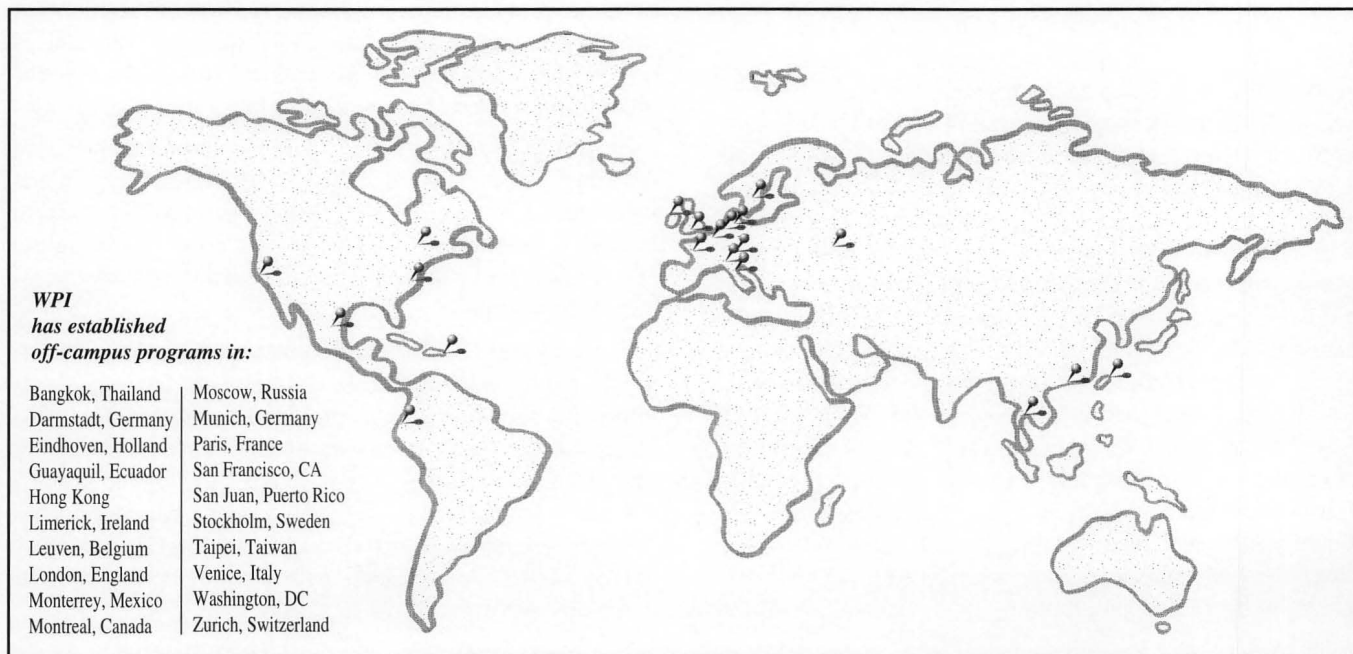 WPI
has established
off-campus programs in:
Bangkok, Thailand
Darmstadt, Germany
Eindhoven, Holland
Guayaquil, Ecuador
Hong Kong
Limerick, Ireland
Leuven, Belgium
London, England
Monterrey, Mexico
Montreal, Canada
Moscow, Russia
Munich, Germany
Paris, France
San Francisco, CA
San Juan, Puerto Rico
Stockholm, Sweden
Taipei, Taiwan
Venice, Italy
Washington, DC
Zurich, Switzerland